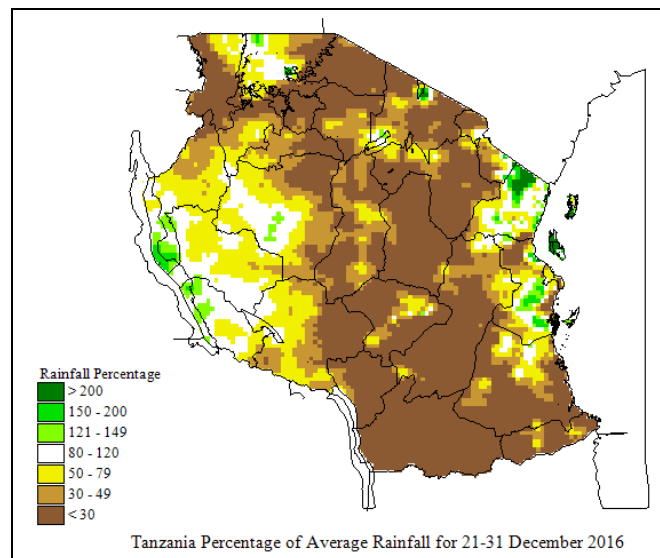 Rainfall Percentage
> 200
150 - 200
121 - 149
80 - 120
50 - 79
30 - 49
< 30
Tanzania Percentage of Average Rainfall for 21-31 December 2016